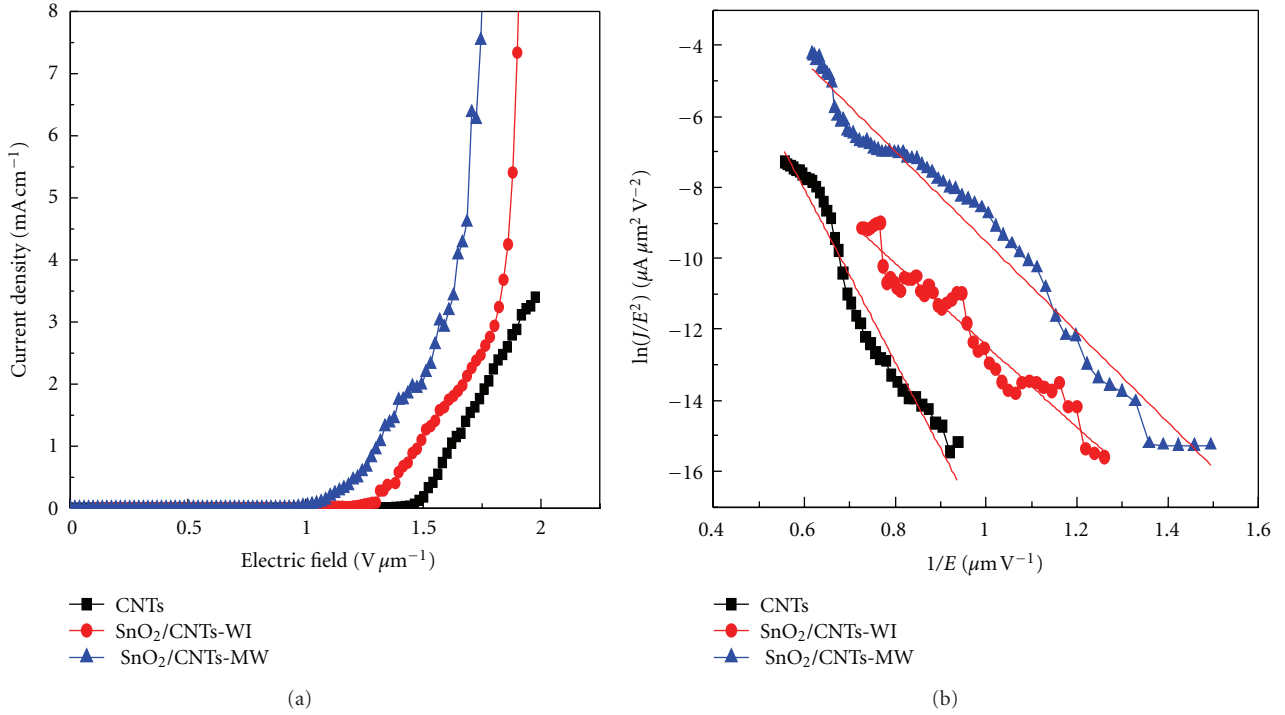 8
7
6
5
4
3
2
1
0
Current density (mA cm⁻¹)
0
0.5
1
1.5
2
Electric field (V μm⁻¹)
CNTs
SnO₂/CNTs-WI
SnO₂/CNTs-MW
(a)
−4
−6
−8
−10
−12
−14
−16
ln(J/E²) (μA μm² V⁻²)
0.4
0.6
0.8
1
1.2
1.4
1.6
1/E (μm V⁻¹)
CNTs
SnO₂/CNTs-WI
SnO₂/CNTs-MW
(b)